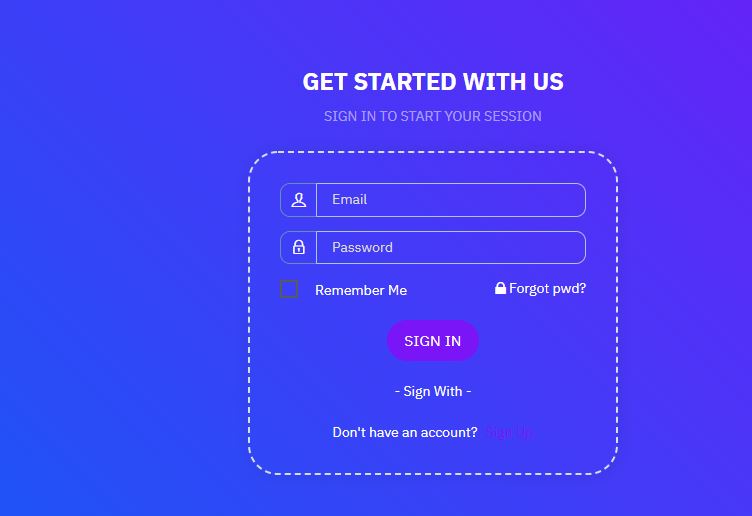 GET STARTED WITH US
SIGN IN TO START YOUR SESSION
Email
Password
Remember Me
Forgot pwd?
SIGN IN
- Sign With -
Don't have an account? Sign Up